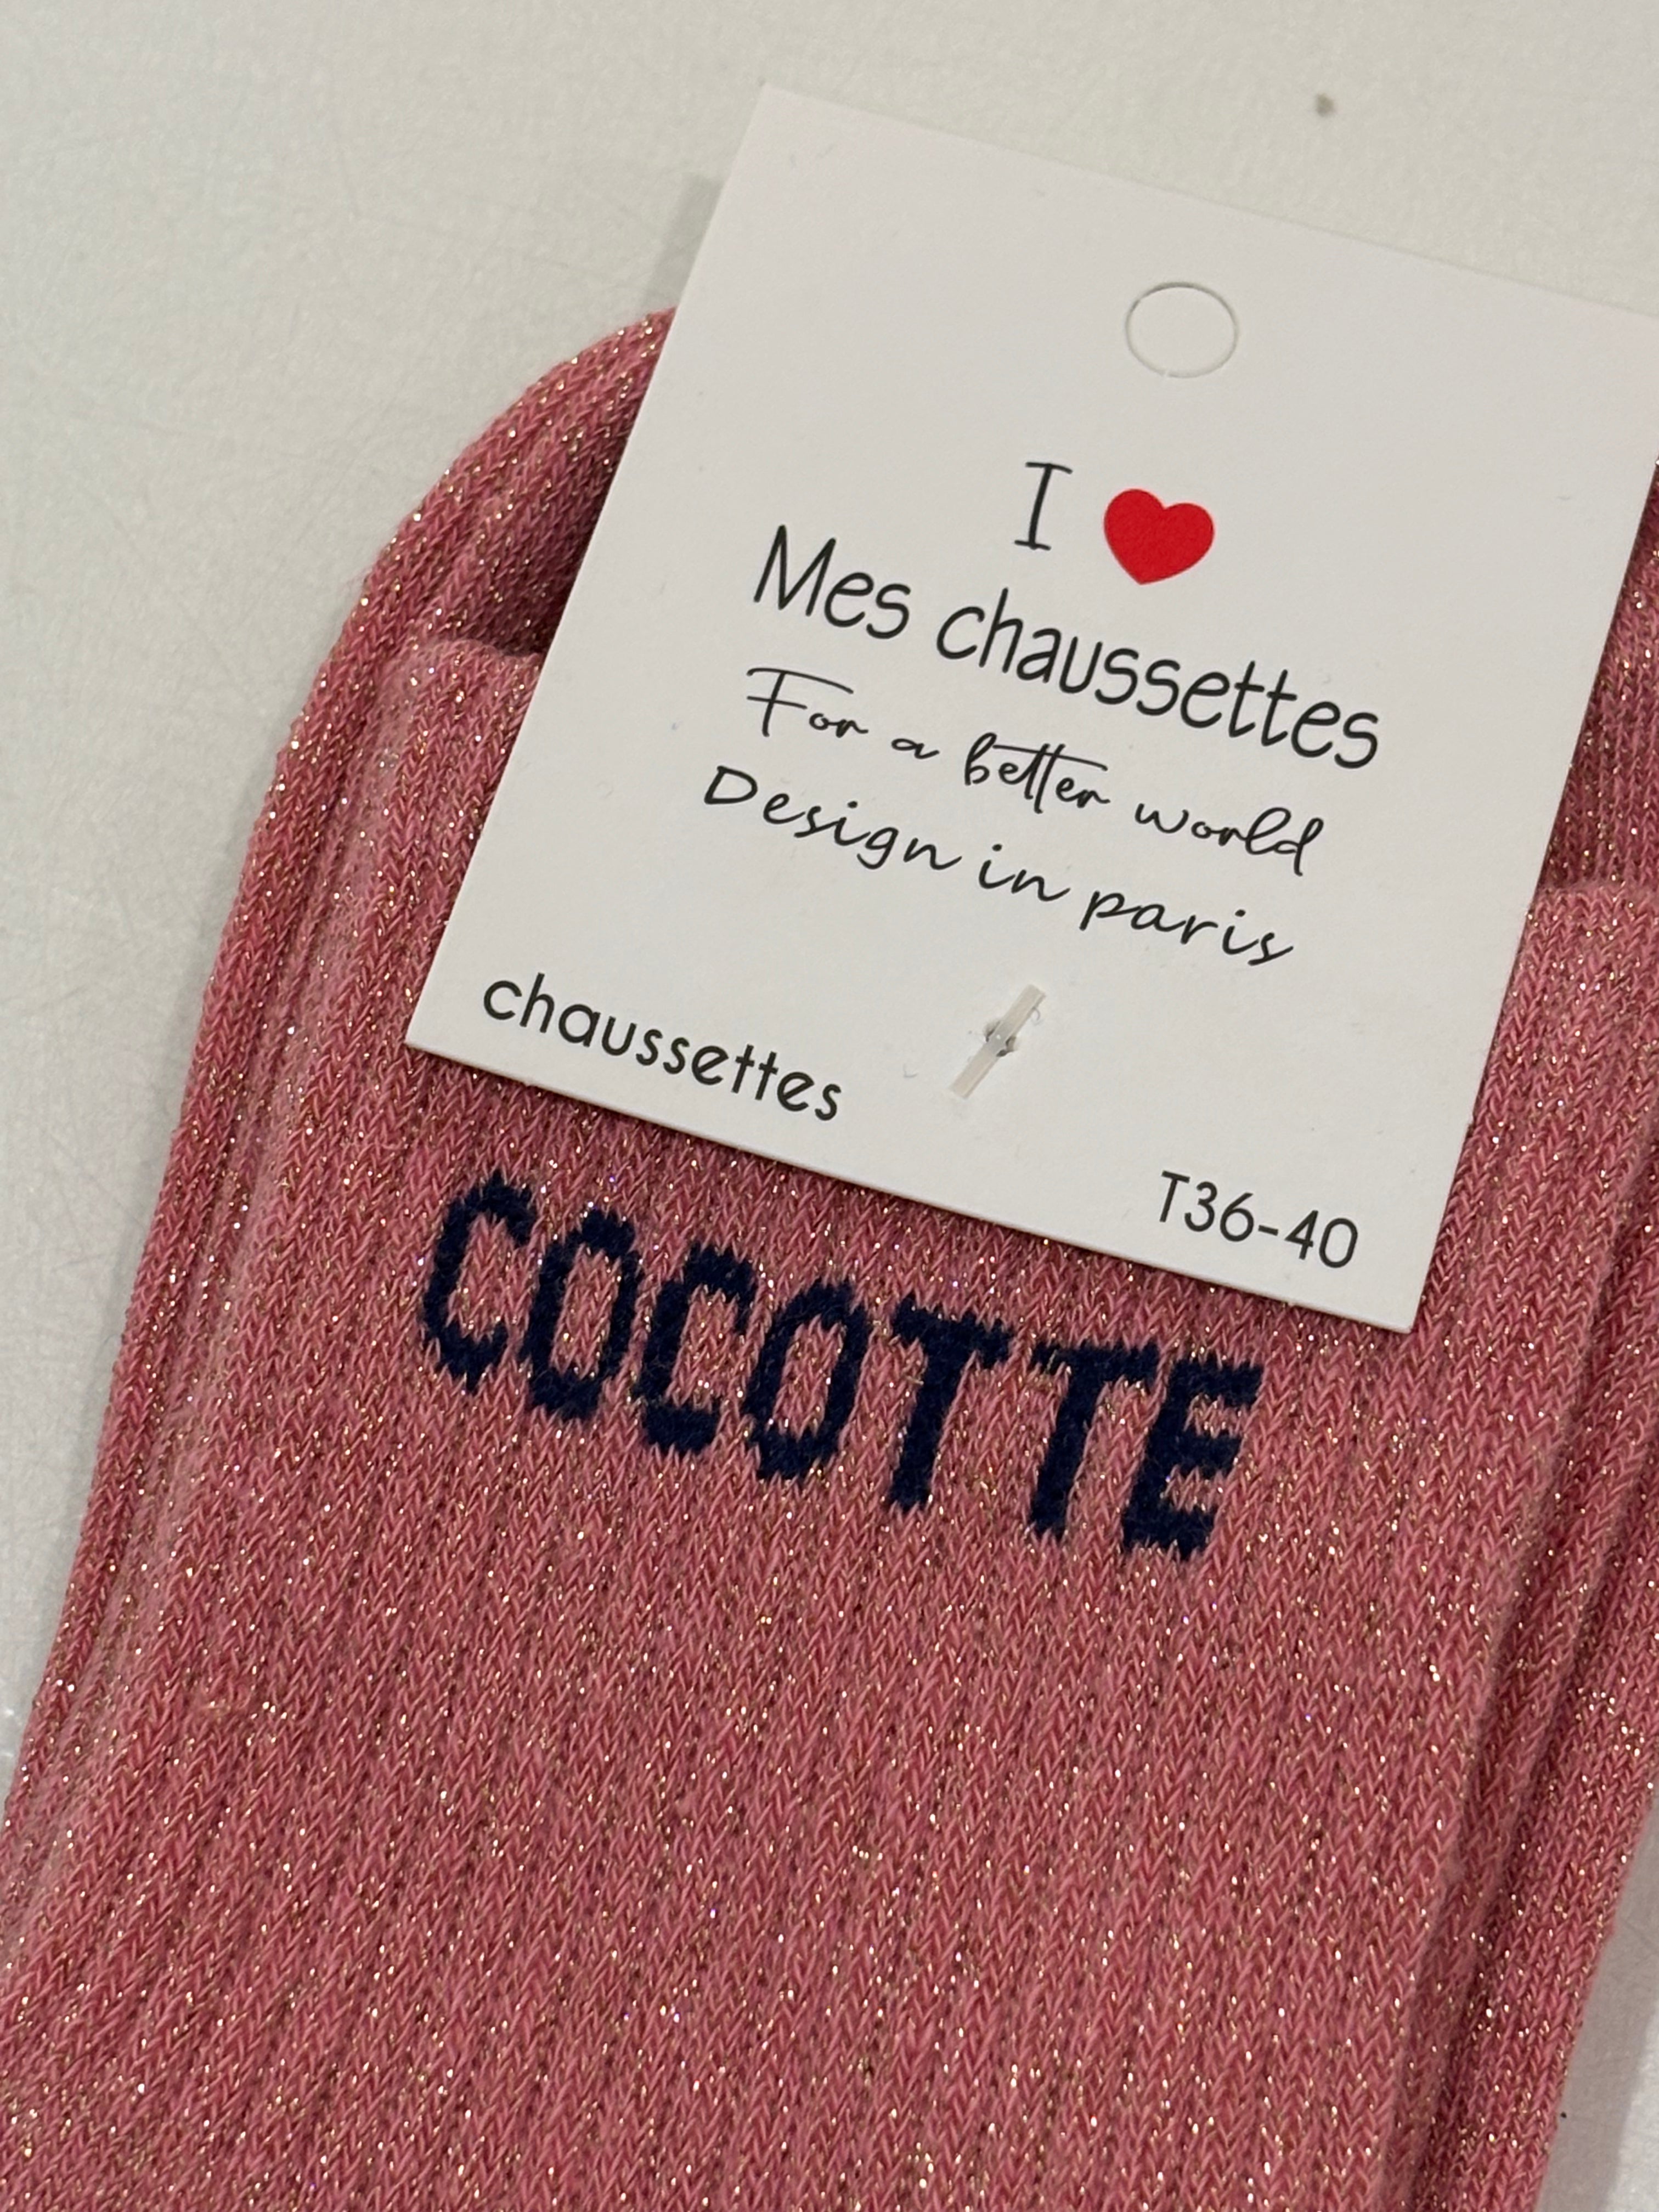 I ❤
Mes chaussettes
For a better world
Design in paris
chaussettes
T36-40
COCOTTE